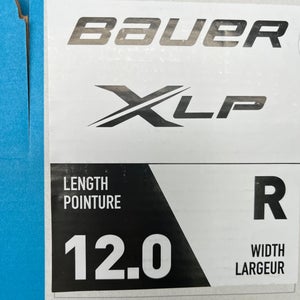 BAUER
XLP
LENGTH
POINTURE
R
12.0
WIDTH
LARGEUR